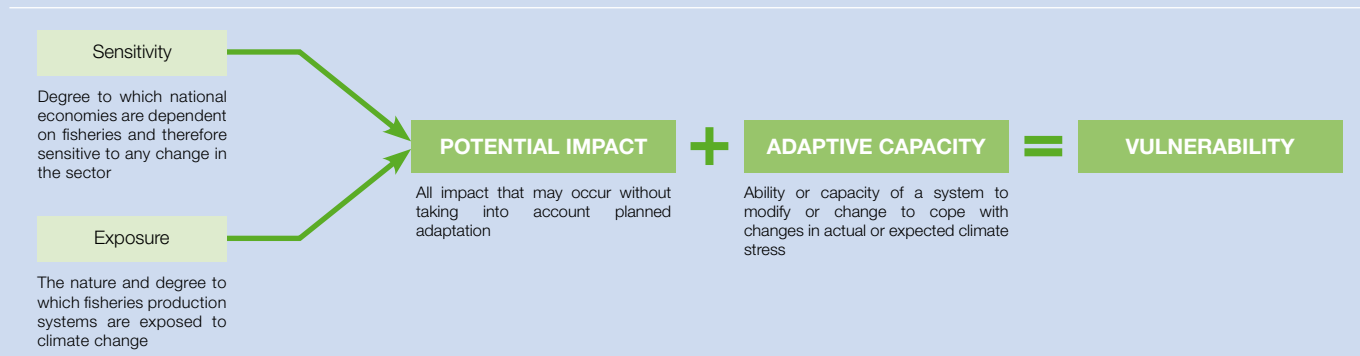 Sensitivity
Degree to which national
economies are dependent
on fisheries and therefore
sensitive to any change in
the sector
Exposure
The nature and degree to
which fisheries production
systems are exposed to
climate change
POTENTIAL IMPACT
All impact that may occur without
taking into account planned
adaptation
+
ADAPTIVE CAPACITY
Ability or capacity of a system to
modify or change to cope with
changes in actual or expected climate
stress
=
VULNERABILITY